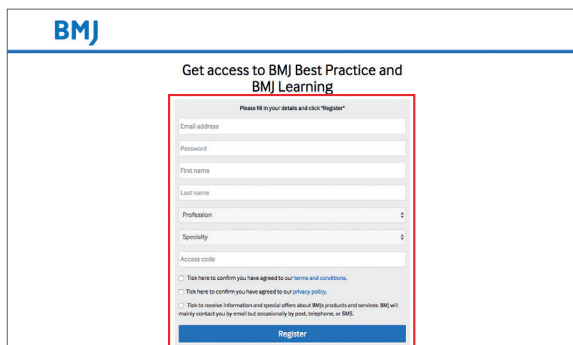 BMJ
Get access to BMJ Best Practice and
BMJ Learning
Please fill in your details and click "Register"
Email address
Password
First name
Last name
Profession
Specialty
Access code
Tick here to confirm you have agreed to our terms and conditions.
Tick here to confirm you have agreed to our privacy policy.
Tick to receive information and special offers about BMJs products and services. BMJ will
mainly contact you by email but occasionally by post, telephone, or SMS.
Register